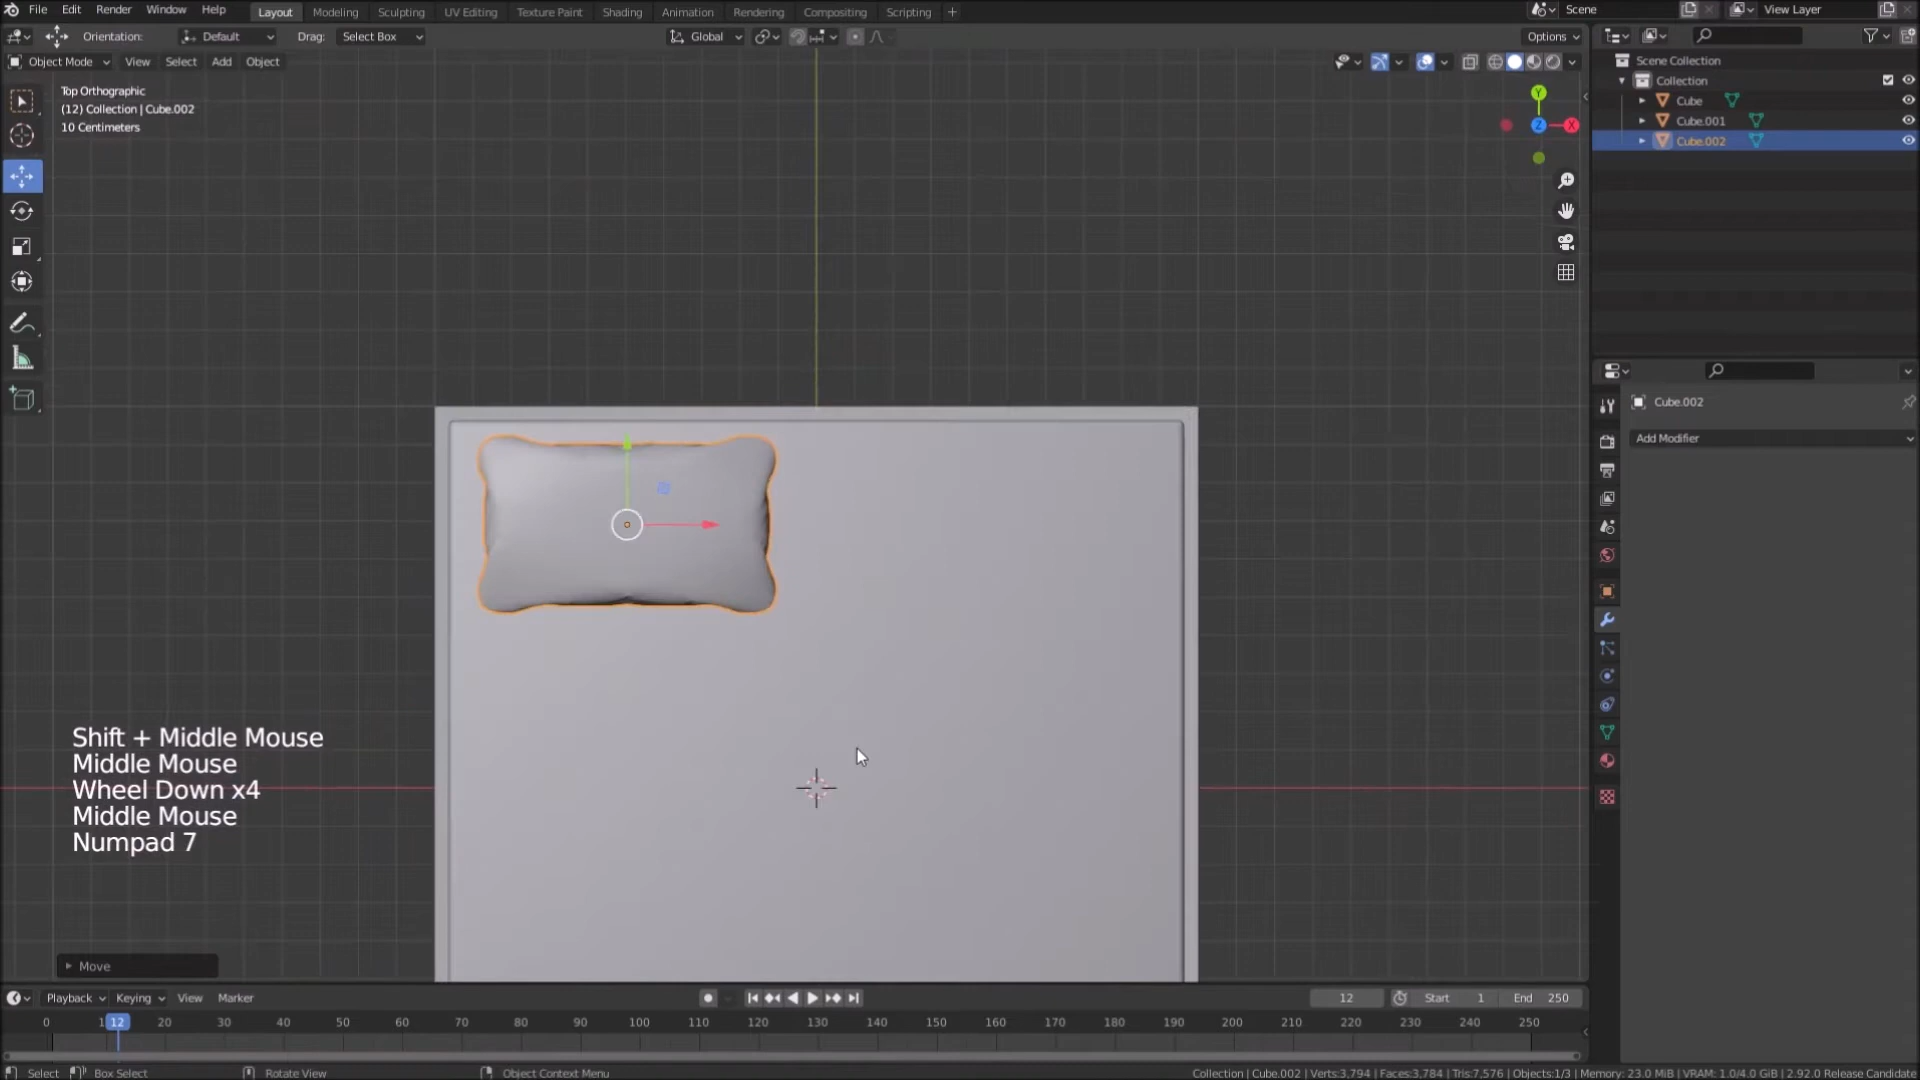 File Edit Render Window Help Layout Modeling Sculpting UV Editing Texture Paint Shading Animation Rendering Compositing Scripting + Scene View Layer
Orientation: Default Drag: Select Box Global Options
Object Mode View Select Add Object
Scene Collection
Collection
Cube
Cube.001
Cube.002
Top Orthographic
(12) Collection | Cube.002
10 Centimeters
Y
Z
X
Cube.002
Add Modifier
Shift + Middle Mouse
Middle Mouse
Wheel Down x4
Middle Mouse
Numpad 7
Move
Playback Keying View Marker 12 Start 1 End 250
0 12 20 30 40 50 60 70 80 90 100 110 120 130 140 150 160 170 180 190 200 210 220 230 240 250
Select Box Select Rotate View Object Context Menu Collection | Cube.002 | Verts:3,794 | Faces:3,784 | Tris:7,576 | Objects:1/3 | Memory: 23.0 MiB | VRAM: 1.0/4.0 GiB | 2.92.0 Release Candidate